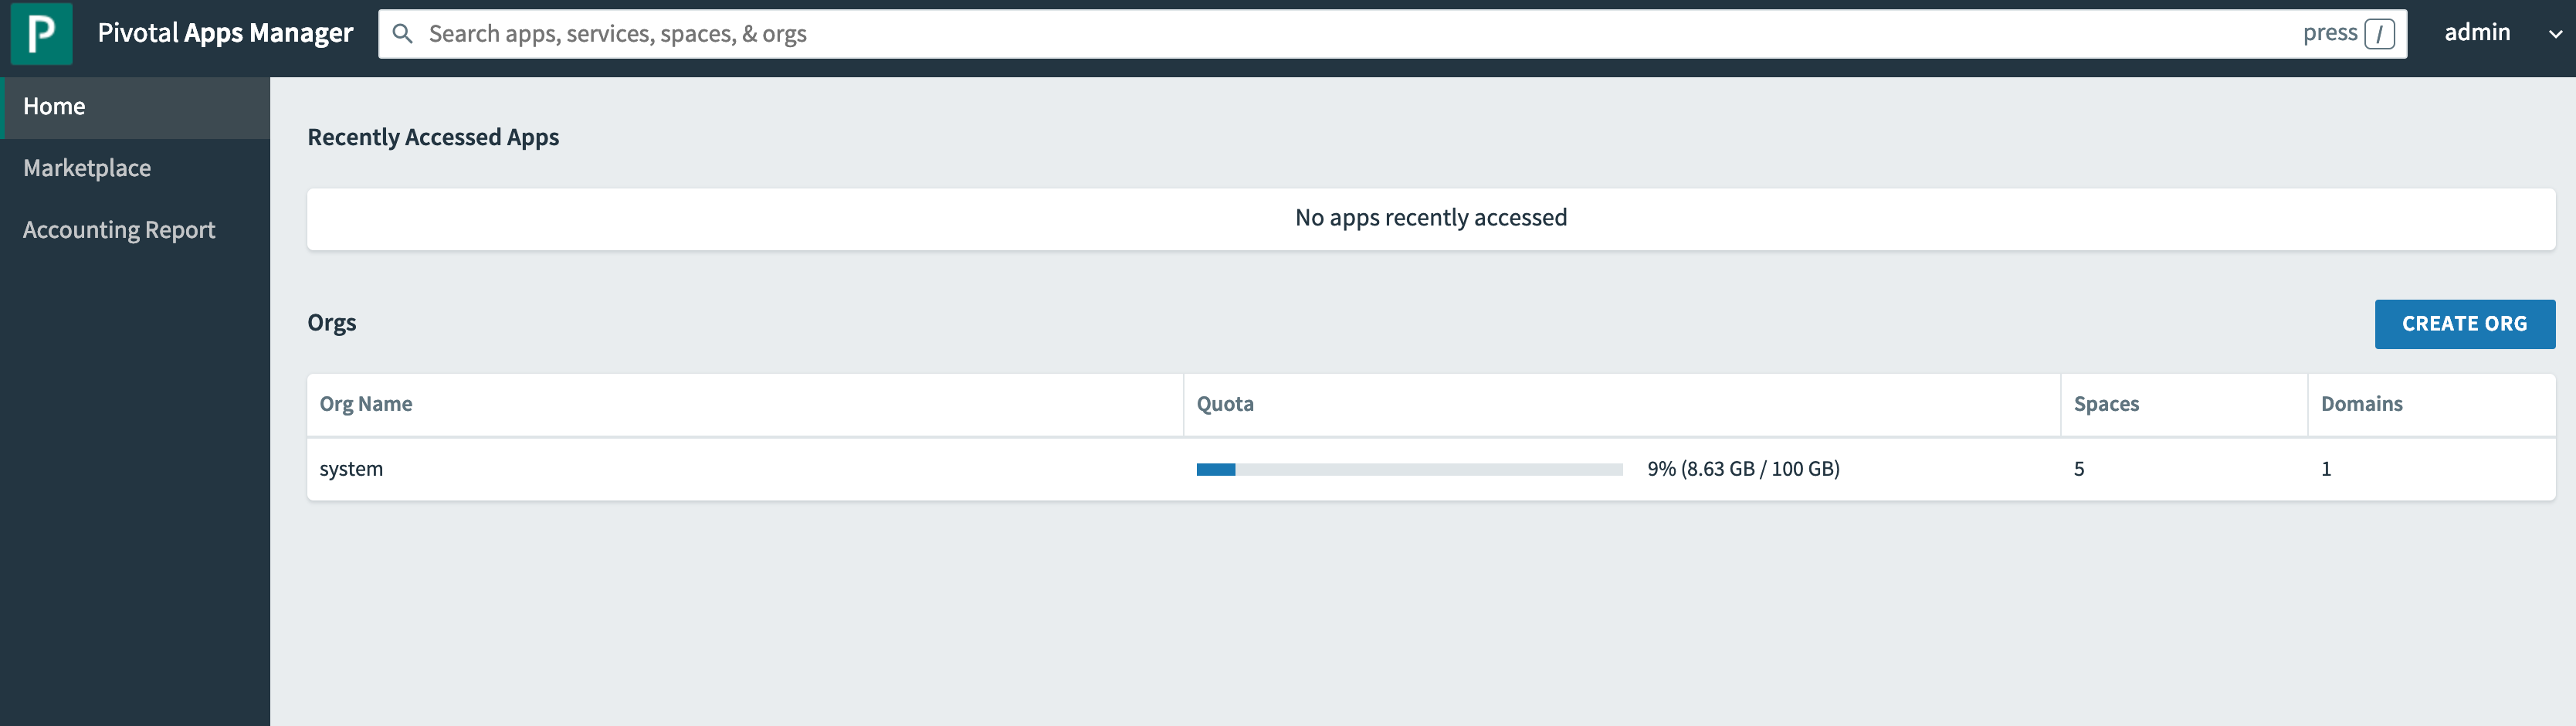 P Pivotal Apps Manager Search apps, services, spaces, & orgs press / admin
Home
Marketplace
Accounting Report
Recently Accessed Apps
No apps recently accessed
Orgs CREATE ORG
Org Name Quota Spaces Domains
system 9% (8.63 GB / 100 GB) 5 1